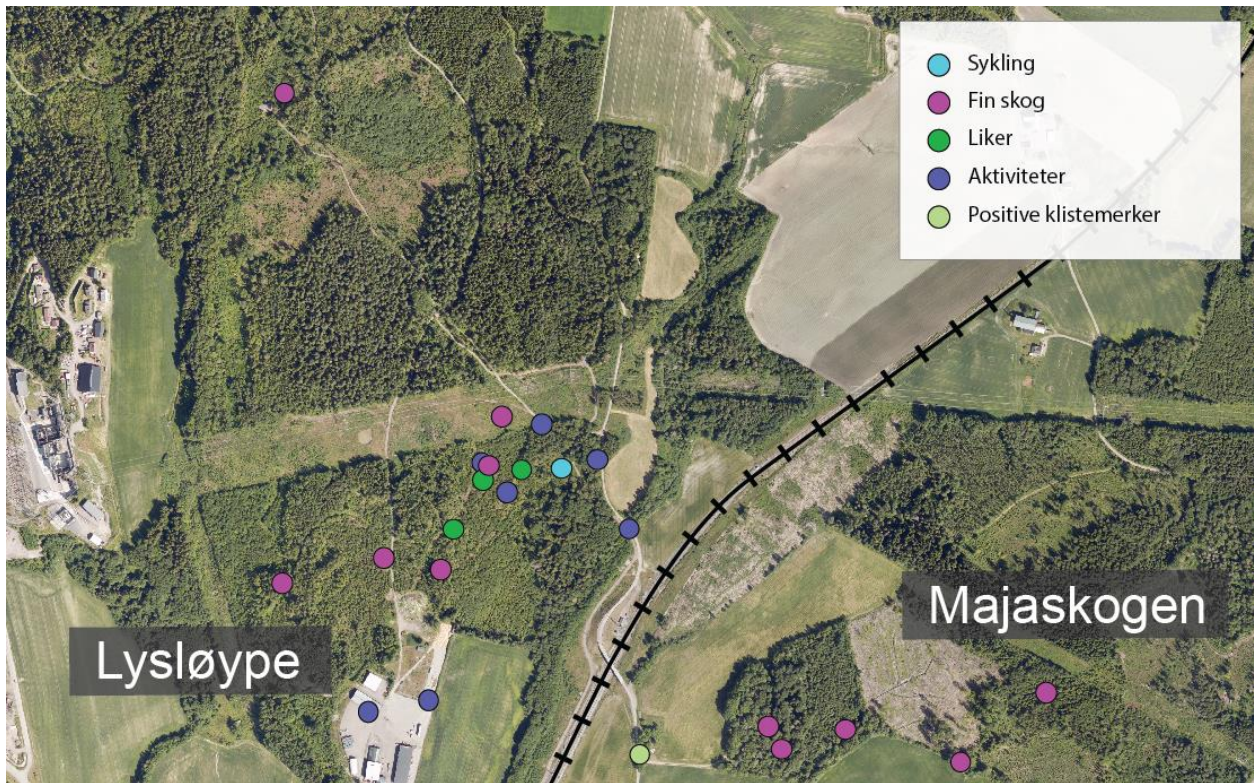 Sykling
Fin skog
Liker
Aktiviteter
Positive klistemerker
Majaskogen
Lysløype